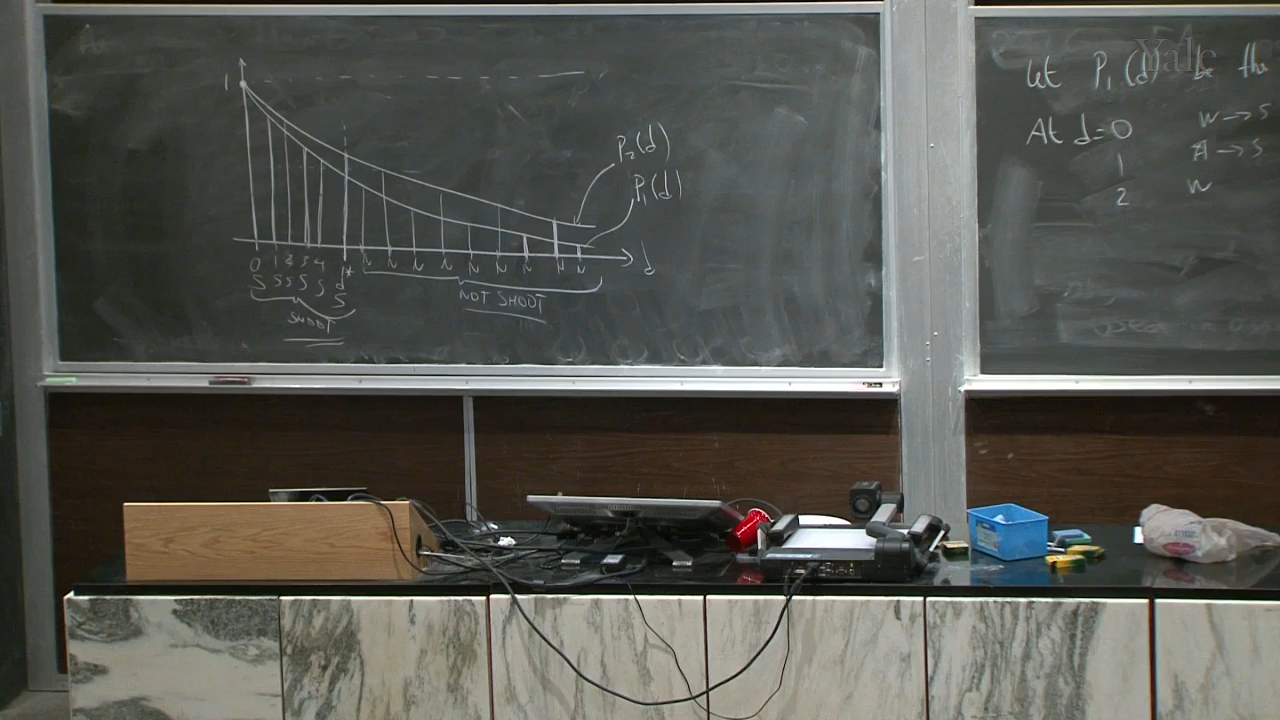 1
P₂(d)
P₁(d)
d
0 1 2 3 4 d* N N N N N N N N N
S S S S S S
SHOOT
NOT SHOOT
Let P₁(d) be the
At d=0 W→S
1 A→S
2 W
Yale